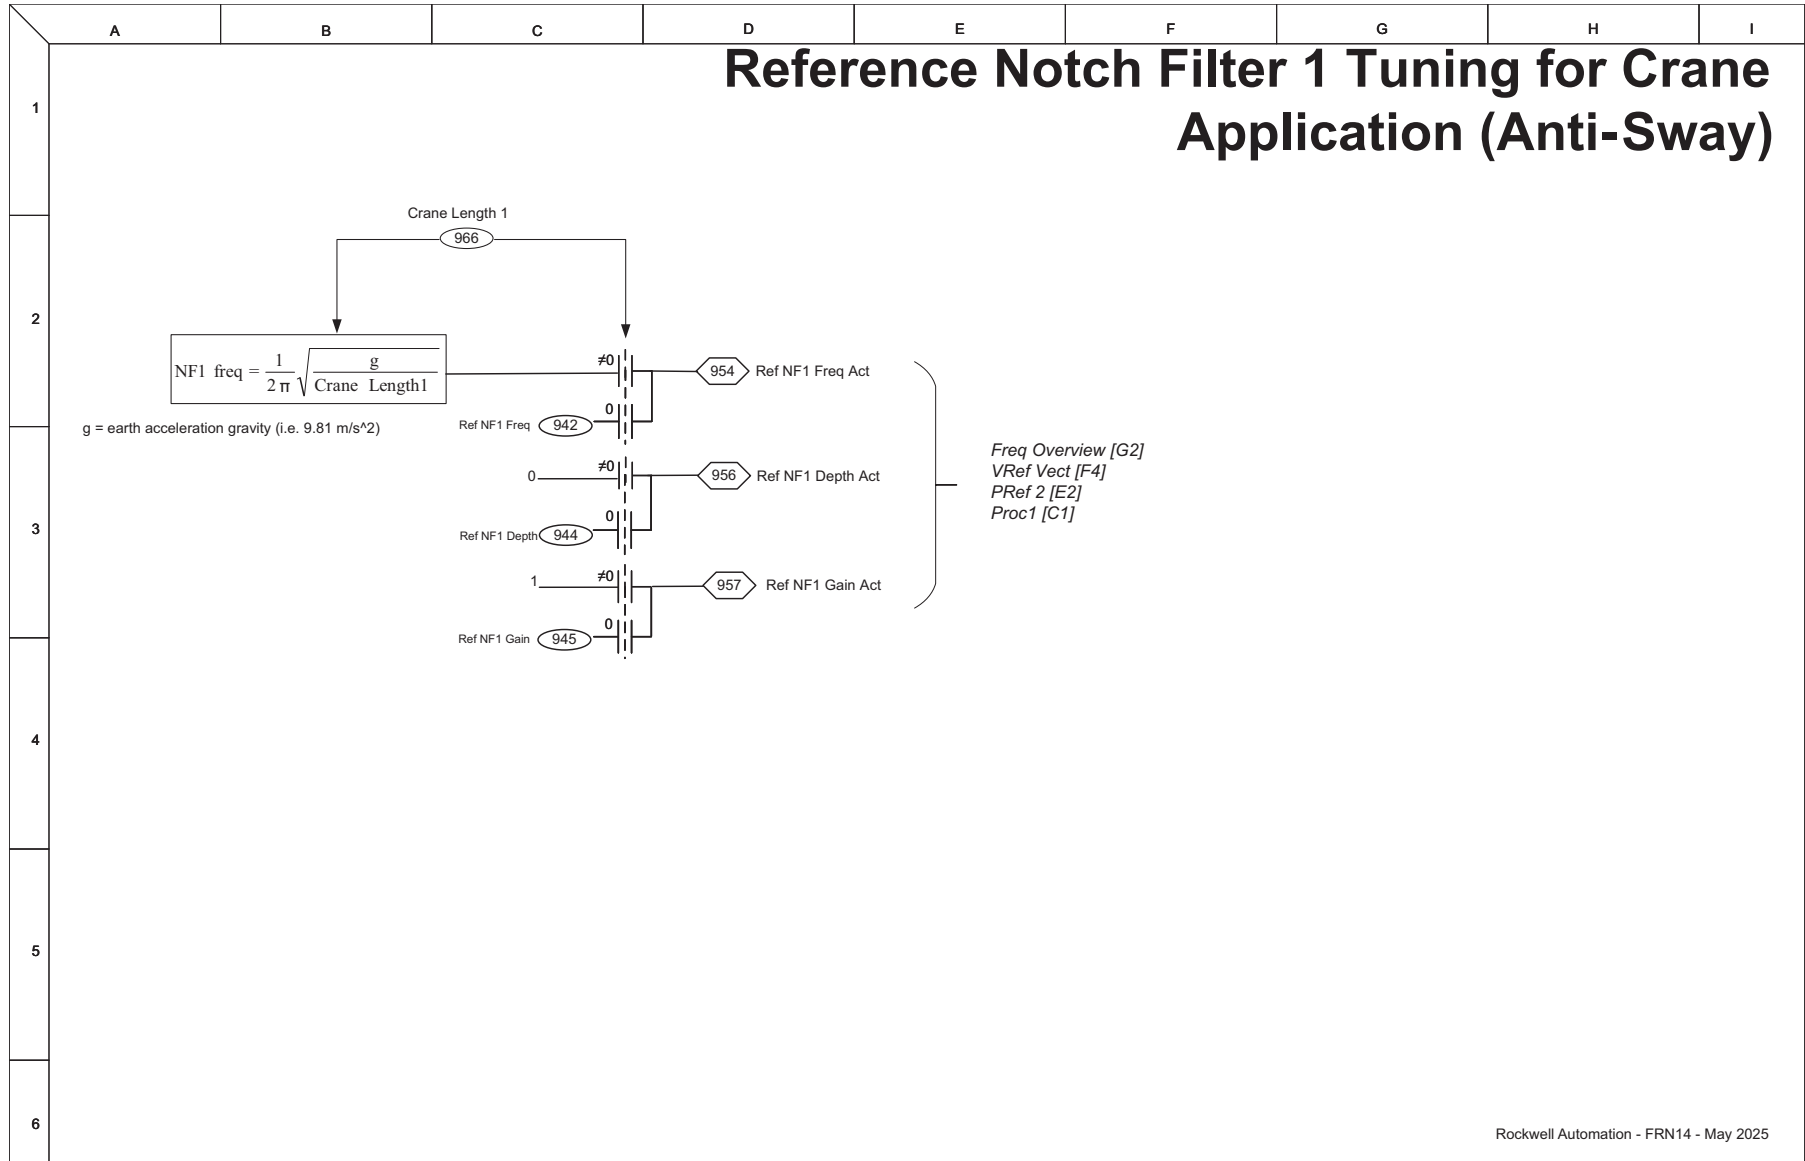 A B C D E F G H I
Reference Notch Filter 1 Tuning for Crane
Application (Anti-Sway)
1
2
3
4
5
6
Crane Length 1
966
NF1 freq = 1 / 2 π √ g / Crane Length1
g = earth acceleration gravity (i.e. 9.81 m/s^2)
≠0
954 Ref NF1 Freq Act
0
Ref NF1 Freq 942
≠0
0
956 Ref NF1 Depth Act
0
Ref NF1 Depth 944
≠0
1
957 Ref NF1 Gain Act
0
Ref NF1 Gain 945
Freq Overview [G2]
VRef Vect [F4]
PRef 2 [E2]
Proc1 [C1]
Rockwell Automation - FRN14 - May 2025